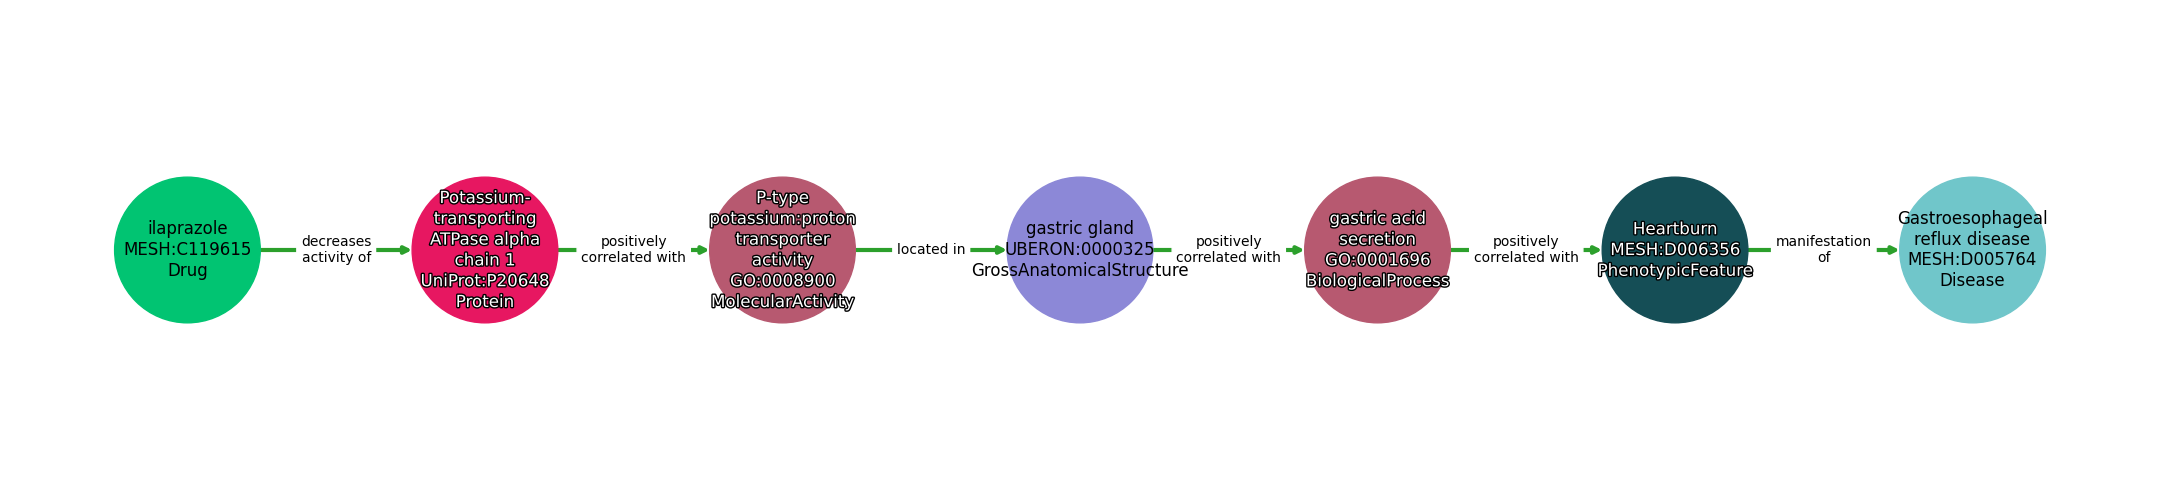 ilaprazole
MESH:C119615
Drug
decreases
activity of
Potassium-
transporting
ATPase alpha
chain 1
UniProt:P20648
Protein
positively
correlated with
P-type
potassium:proton
transporter
activity
GO:0008900
MolecularActivity
located in
gastric gland
UBERON:0000325
GrossAnatomicalStructure
positively
correlated with
gastric acid
secretion
GO:0001696
BiologicalProcess
positively
correlated with
Heartburn
MESH:D006356
PhenotypicFeature
manifestation
of
Gastroesophageal
reflux disease
MESH:D005764
Disease